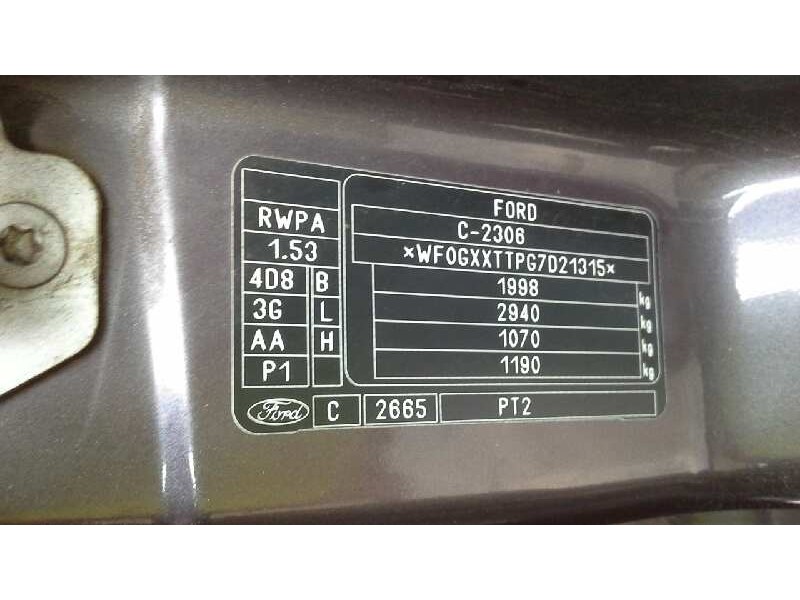 FORD
RWPA
C-2306
1.53
*WF0GXXTTPG7D21315*
4D8 B
1998 kg
3G L
2940 kg
AA H
1070 kg
P1
1190 kg
Ford C 2665 PT2